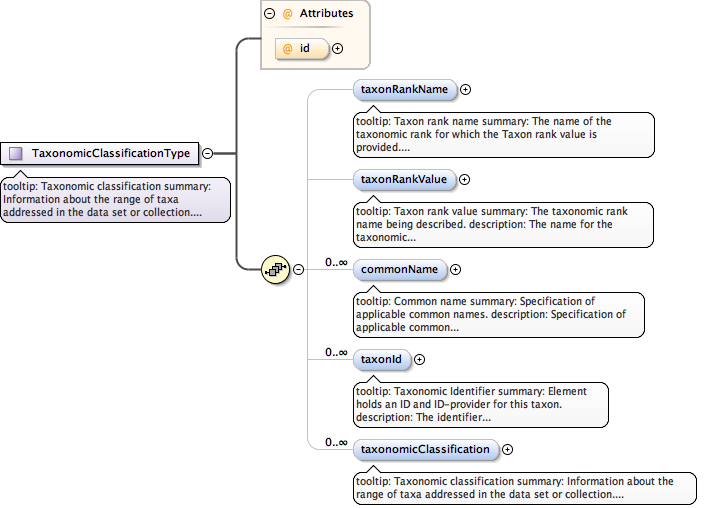 @ Attributes
@ id
taxonRankName
tooltip: Taxon rank name summary: The name of the
taxonomic rank for which the Taxon rank value is
provided....
TaxonomicClassificationType
tooltip: Taxonomic classification summary:
Information about the range of taxa
addressed in the data set or collection....
taxonRankValue
tooltip: Taxon rank value summary: The taxonomic rank
name being described. description: The name for the
taxonomic...
0..∞
commonName
tooltip: Common name summary: Specification of
applicable common names. description: Specification of
applicable common...
0..∞
taxonId
tooltip: Taxonomic Identifier summary: Element
holds an ID and ID-provider for this taxon.
description: The identifier...
0..∞
taxonomicClassification
tooltip: Taxonomic classification summary: Information about the
range of taxa addressed in the data set or collection....